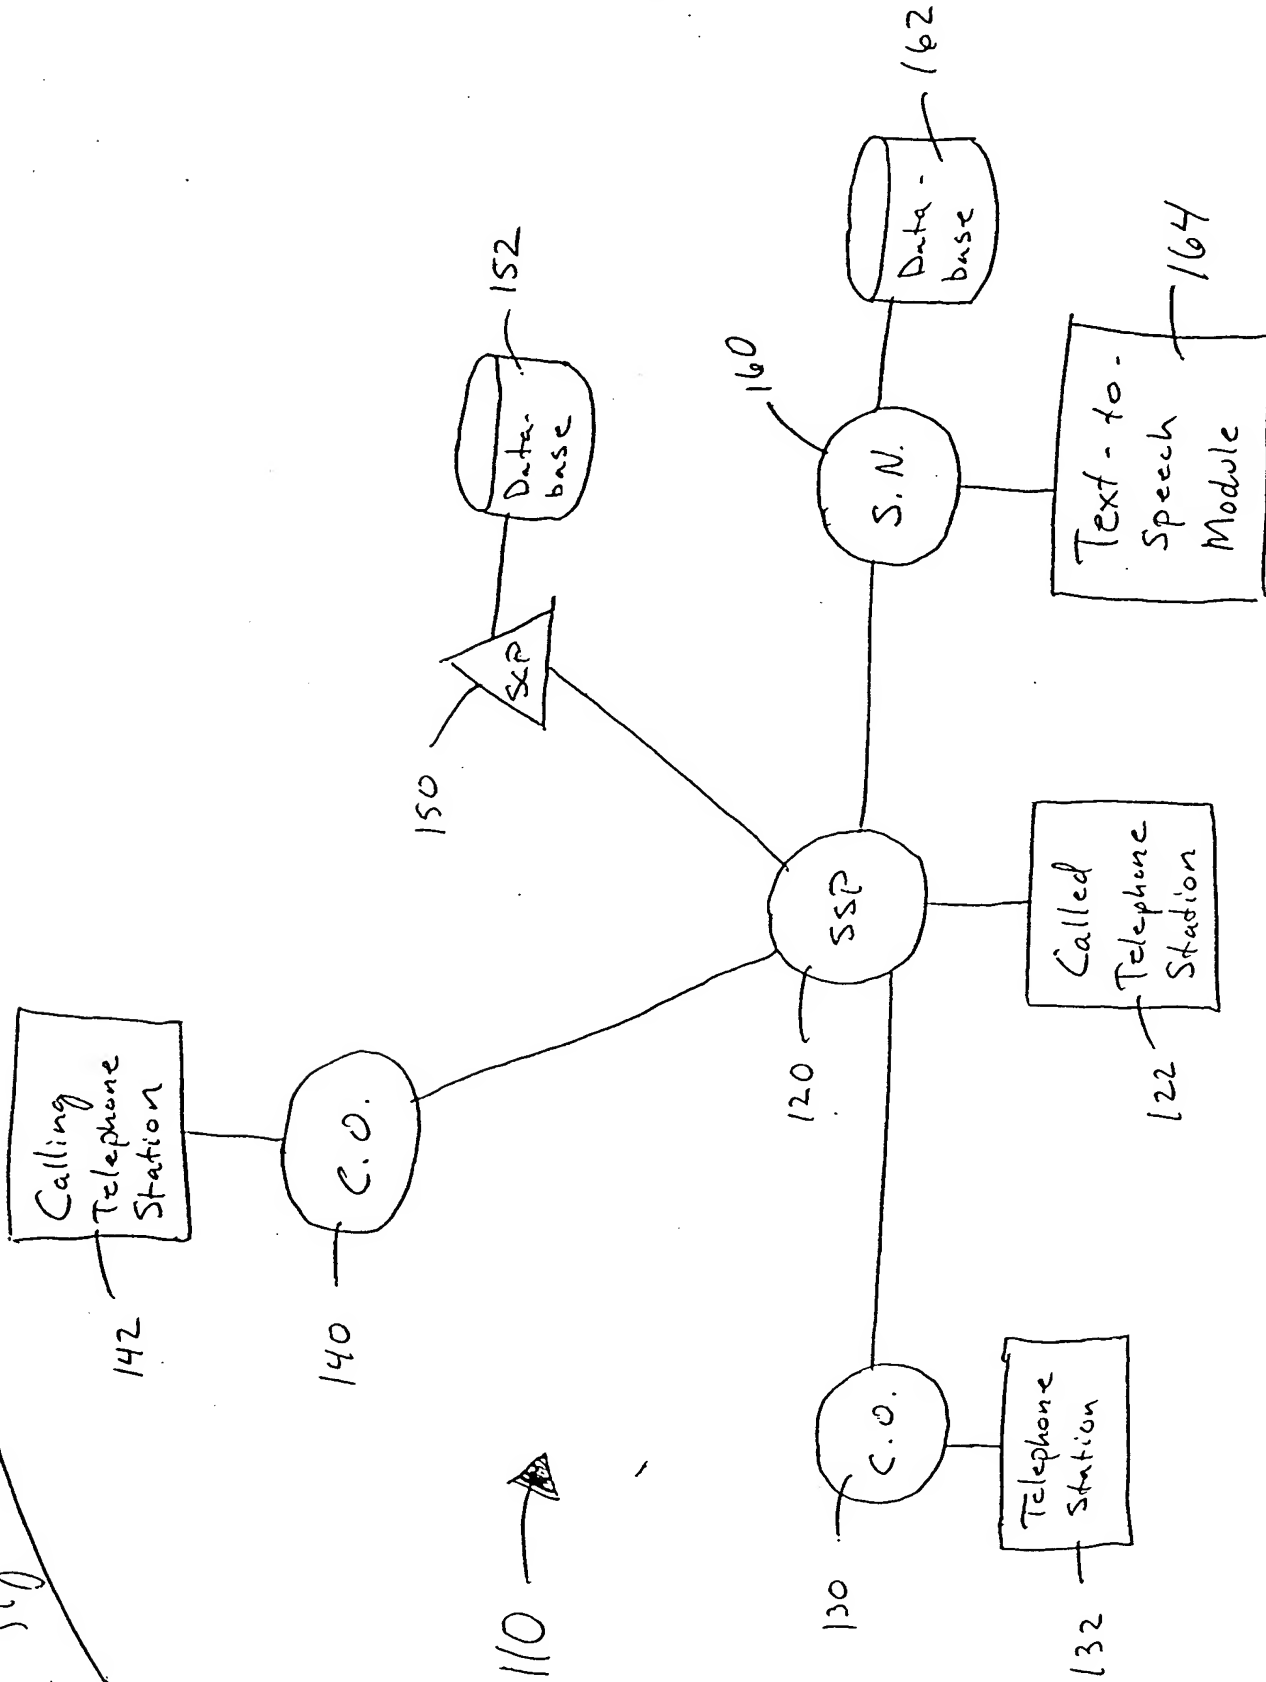 142
Calling
Telephone
Station
140
C.O.
110
150
SCP
152
Data-
base
120
SSP
160
S.N.
162
Data-
base
130
C.O.
132
Telephone
Station
122
Called
Telephone
Station
164
Text-to-
Speech
Module